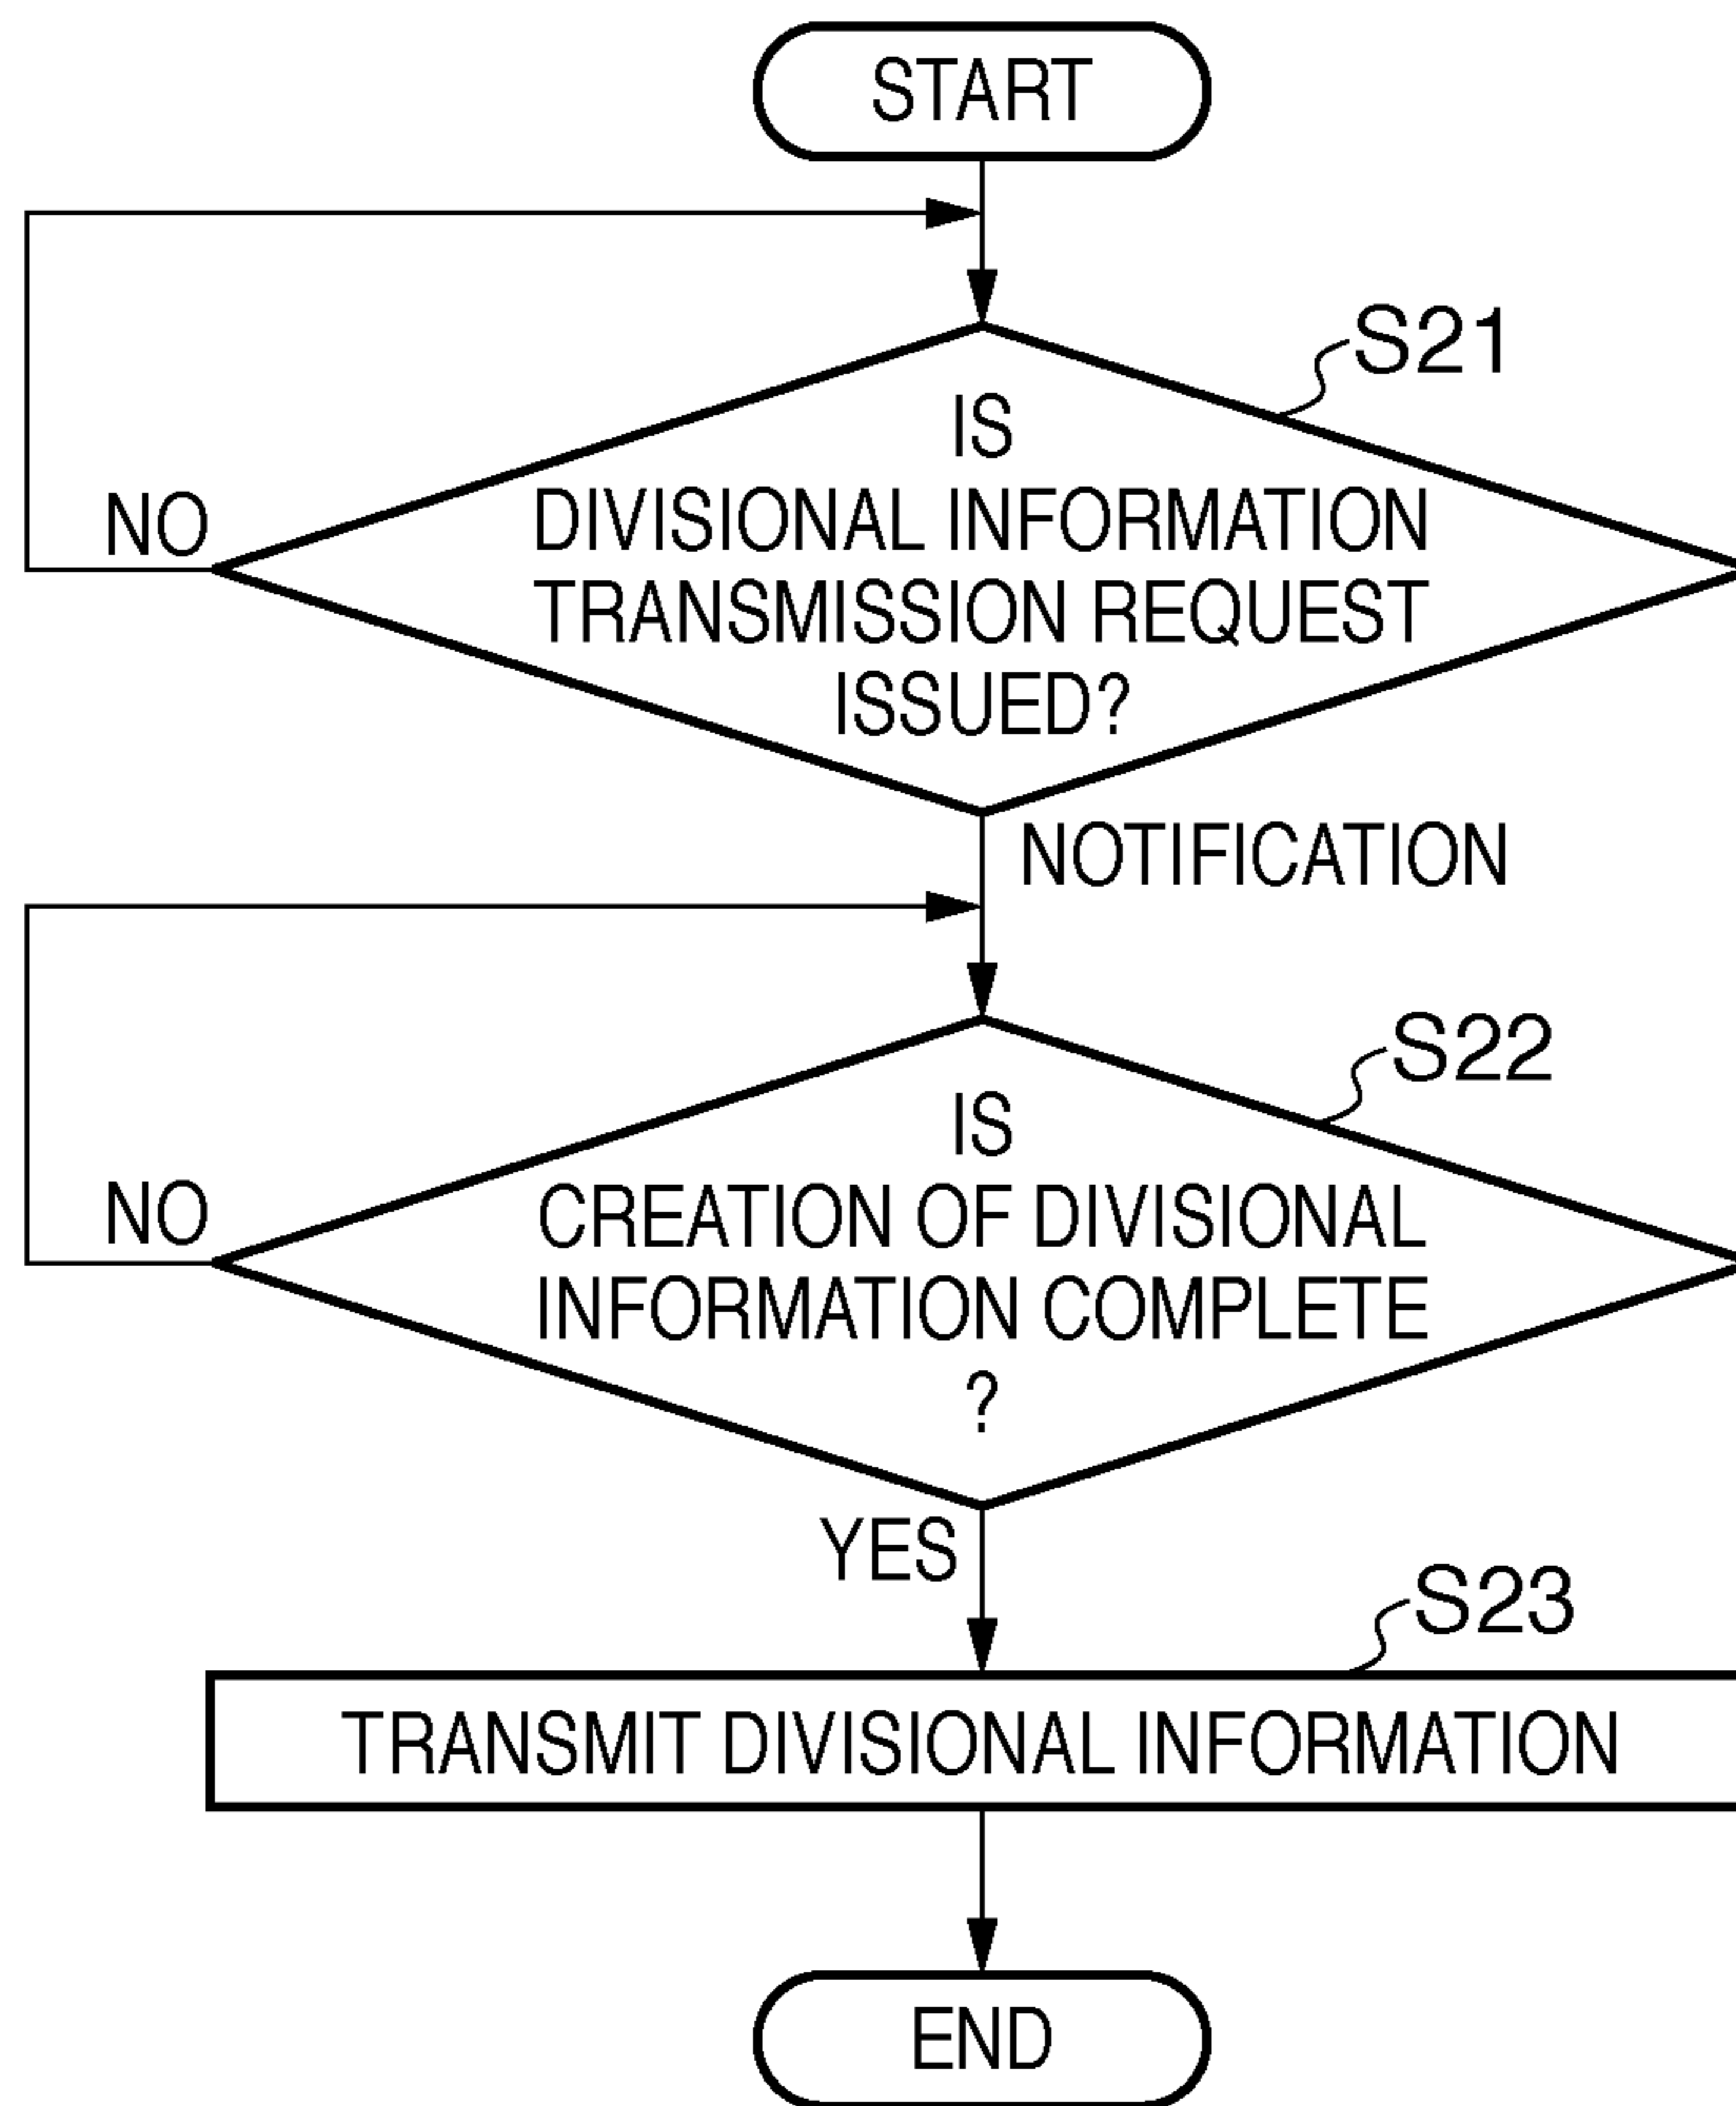 START
S21
IS
DIVISIONAL INFORMATION
TRANSMISSION REQUEST
ISSUED?
NO
NOTIFICATION
S22
IS
CREATION OF DIVISIONAL
INFORMATION COMPLETE
?
NO
YES
S23
TRANSMIT DIVISIONAL INFORMATION
END